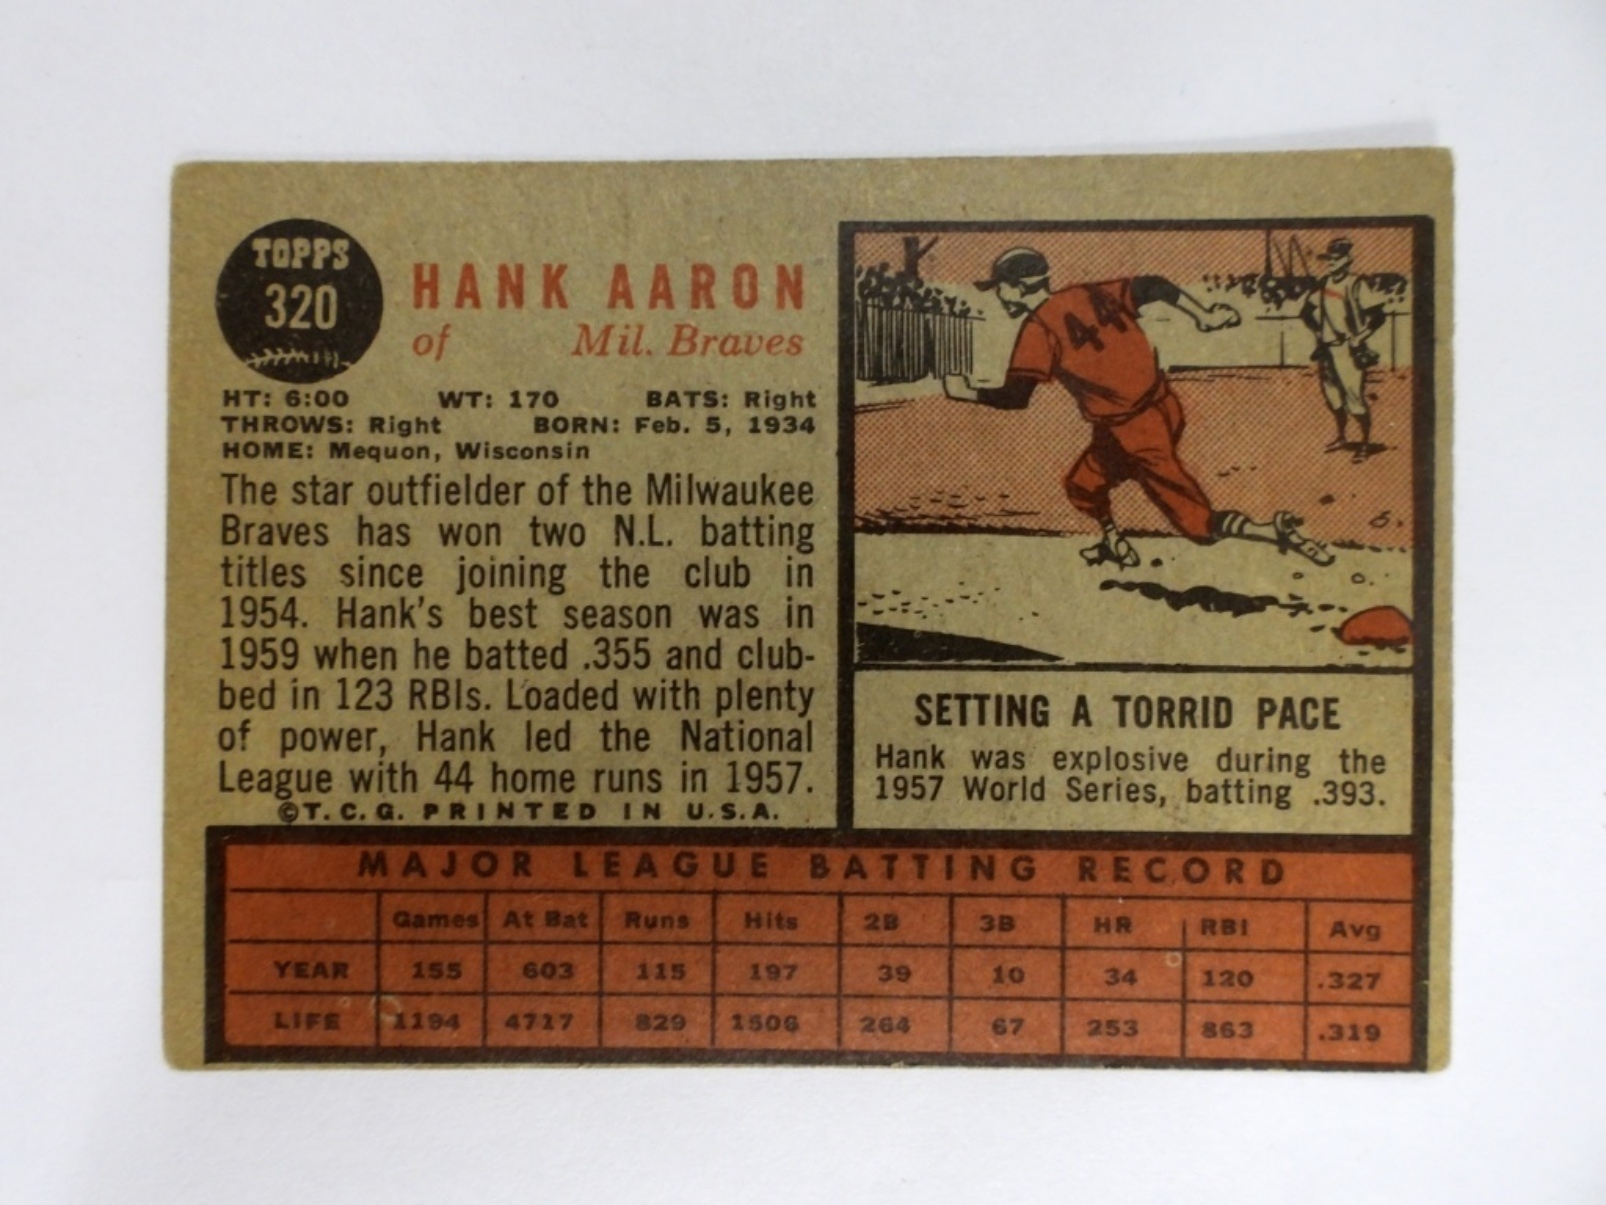 TOPPS
320
HANK AARON
of Mil. Braves
HT: 6:00 WT: 170 BATS: Right
THROWS: Right BORN: Feb. 5, 1934
HOME: Mequon, Wisconsin
The star outfielder of the Milwaukee
Braves has won two N.L. batting
titles since joining the club in
1954. Hank's best season was in
1959 when he batted .355 and club-
bed in 123 RBIs. Loaded with plenty
of power, Hank led the National
League with 44 home runs in 1957.
©T.C.G. PRINTED IN U.S.A.
44
SETTING A TORRID PACE
Hank was explosive during the
1957 World Series, batting .393.
MAJOR LEAGUE BATTING RECORD
Games At Bat Runs Hits 2B 3B HR RBI Avg
YEAR 155 603 115 197 39 10 34 120 .327
LIFE 1194 4717 829 1506 264 67 253 863 .319